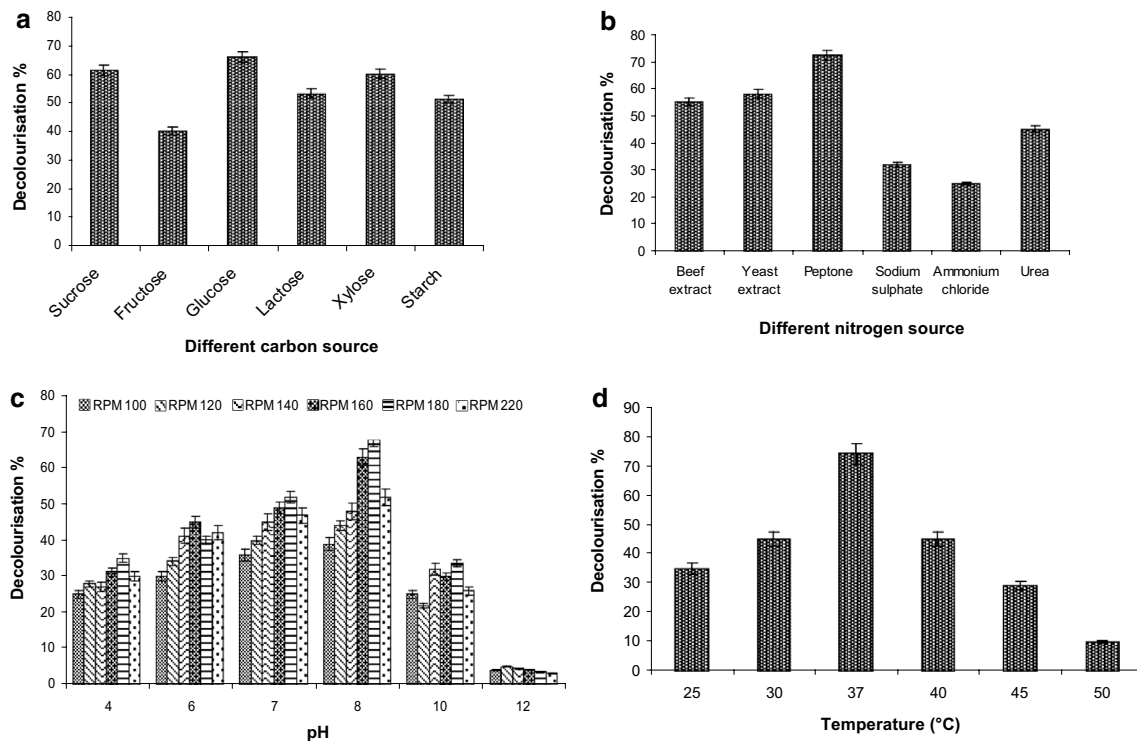 a
Decolourisation %
80
70
60
50
40
30
20
10
0
Sucrose
Fructose
Glucose
Lactose
Xylose
Starch
Different carbon source
b
Decolourisation %
80
70
60
50
40
30
20
10
0
Beef extract
Yeast extract
Peptone
Sodium sulphate
Ammonium chloride
Urea
Different nitrogen source
c
Decolourisation %
80
70
60
50
40
30
20
10
0
RPM 100 RPM 120 RPM 140 RPM 160 RPM 180 RPM 220
4 6 7 8 10 12
pH
d
Decolourisation %
90
80
70
60
50
40
30
20
10
0
25 30 37 40 45 50
Temperature (°C)